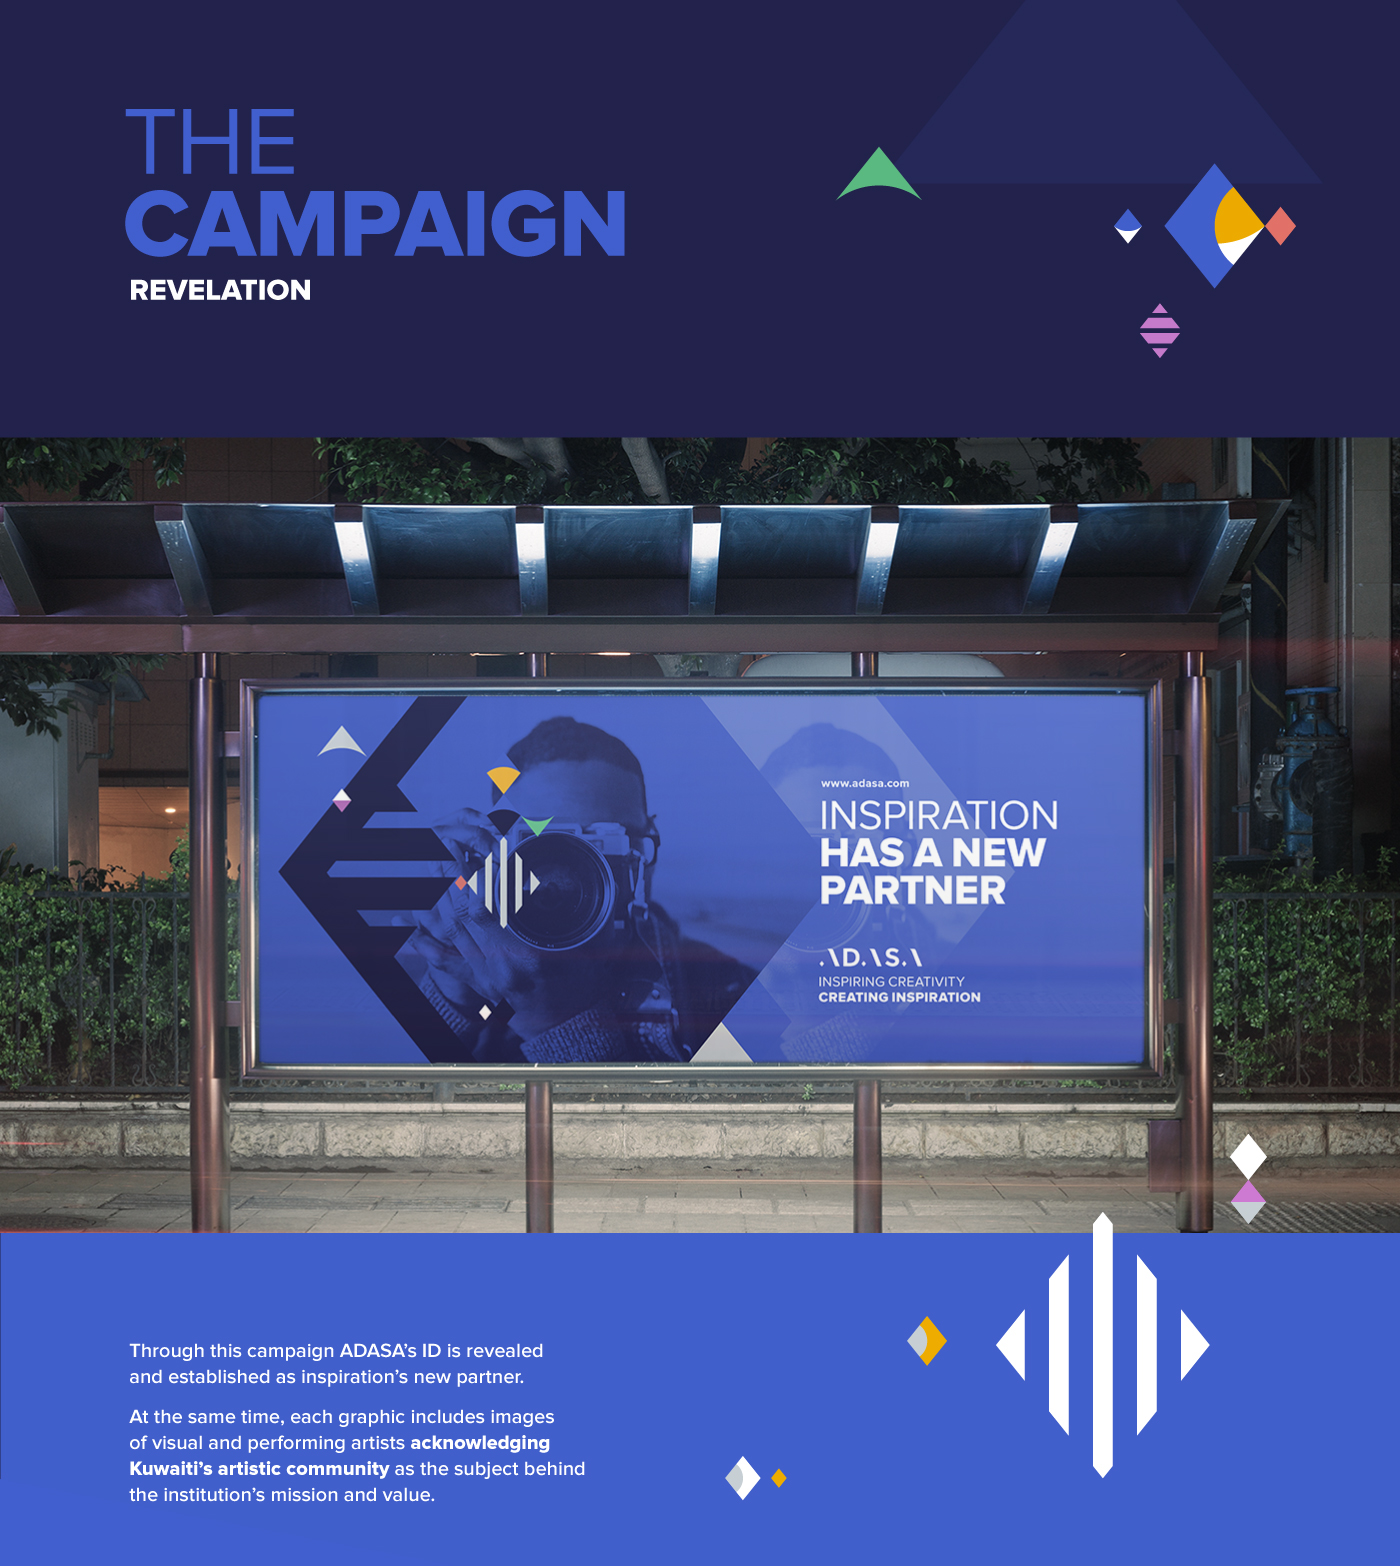 THE
CAMPAIGN
REVELATION
www.adasa.com
INSPIRATION
HAS A NEW
PARTNER
.\D.\S.\
INSPIRING CREATIVITY
CREATING INSPIRATION
Through this campaign ADASA’s ID is revealed
and established as inspiration’s new partner.
At the same time, each graphic includes images
of visual and performing artists acknowledging
Kuwaiti’s artistic community as the subject behind
the institution’s mission and value.